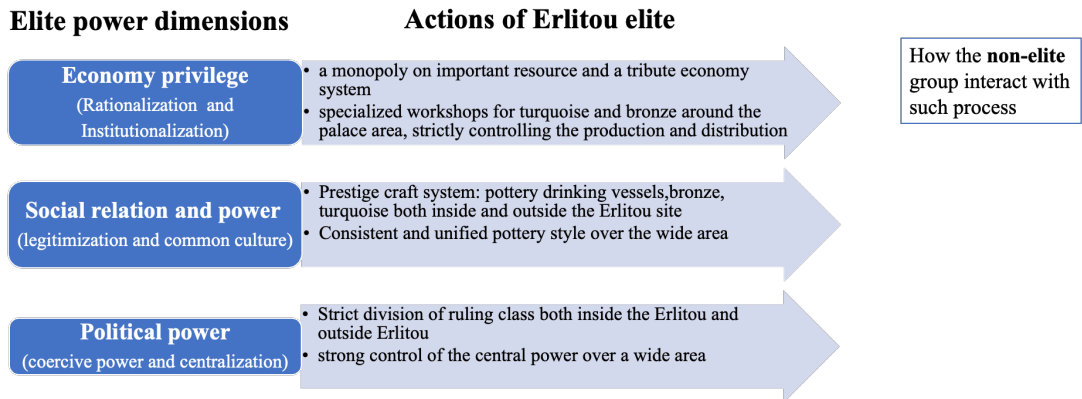 Elite power dimensions
Actions of Erlitou elite
Economy privilege
(Rationalization and
Institutionalization)
• a monopoly on important resource and a tribute economy
system
• specialized workshops for turquoise and bronze around the
palace area, strictly controlling the production and distribution
How the non-elite
group interact with
such process
Social relation and power
(legitimization and common culture)
• Prestige craft system: pottery drinking vessels,bronze,
turquoise both inside and outside the Erlitou site
• Consistent and unified pottery style over the wide area
Political power
(coercive power and centralization)
• Strict division of ruling class both inside the Erlitou and
outside Erlitou
• strong control of the central power over a wide area